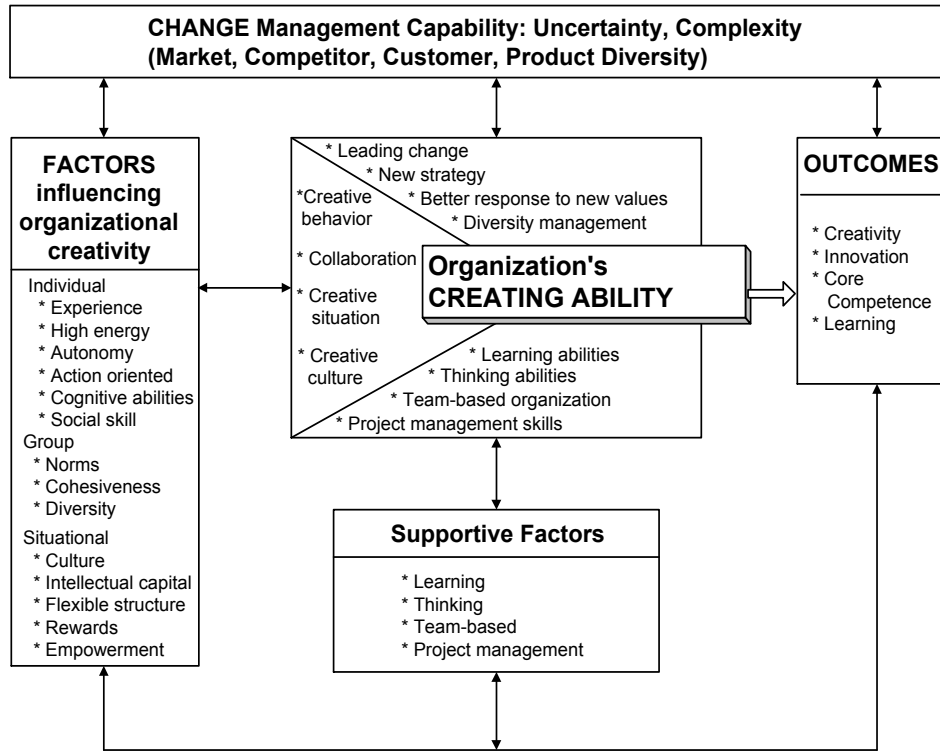 CHANGE Management Capability: Uncertainty, Complexity
(Market, Competitor, Customer, Product Diversity)
FACTORS
influencing
organizational
creativity
Individual
* Experience
* High energy
* Autonomy
* Action oriented
* Cognitive abilities
* Social skill
Group
* Norms
* Cohesiveness
* Diversity
Situational
* Culture
* Intellectual capital
* Flexible structure
* Rewards
* Empowerment
* Leading change
* New strategy
* Better response to new values
* Diversity management
*Creative
behavior
* Collaboration
* Creative
situation
* Creative
culture
Organization's
CREATING ABILITY
* Learning abilities
* Thinking abilities
* Team-based organization
* Project management skills
Supportive Factors
* Learning
* Thinking
* Team-based
* Project management
OUTCOMES
* Creativity
* Innovation
* Core
Competence
* Learning